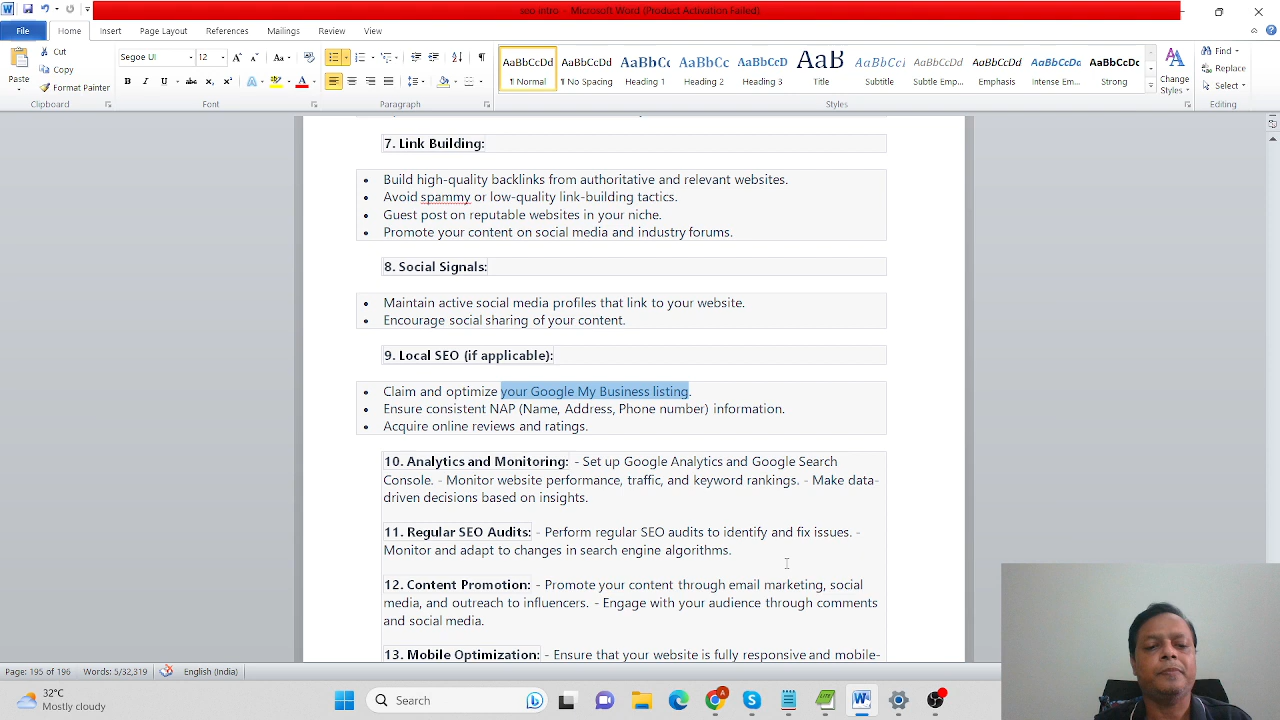 seo intro. - Microsoft Word (Product Activation Failed)
File Home Insert Page Layout References Mailings Review View
Paste Cut Copy Format Painter
Segoe UI 12
AaBbCcDd AaBbCcDd AaBbCc AaBbCc AaBbCcD AaB AaBbCcI AaBbCcDd AaBbCcDd AaBbCcDd AaBbCcDc
¶ Normal ¶ No Spacing Heading 1 Heading 2 Heading 3 Title Subtitle Subtle Em... Emphasis Intense Em... Strong
Change Styles
Find
Replace
Select
Clipboard Font Paragraph Styles Editing
7. Link Building:
• Build high-quality backlinks from authoritative and relevant websites.
• Avoid spammy or low-quality link-building tactics.
• Guest post on reputable websites in your niche.
• Promote your content on social media and industry forums.
8. Social Signals:
• Maintain active social media profiles that link to your website.
• Encourage social sharing of your content.
9. Local SEO (if applicable):
• Claim and optimize your Google My Business listing.
• Ensure consistent NAP (Name, Address, Phone number) information.
• Acquire online reviews and ratings.
10. Analytics and Monitoring: - Set up Google Analytics and Google Search
Console. - Monitor website performance, traffic, and keyword rankings. - Make data-
driven decisions based on insights.
11. Regular SEO Audits: - Perform regular SEO audits to identify and fix issues. -
Monitor and adapt to changes in search engine algorithms.
12. Content Promotion: - Promote your content through email marketing, social
media, and outreach to influencers. - Engage with your audience through comments
and social media.
13. Mobile Optimization: - Ensure that your website is fully responsive and mobile-
Page: 195 of 196 Words: 5/32,319 English (India)
32°C
Mostly cloudy
Search